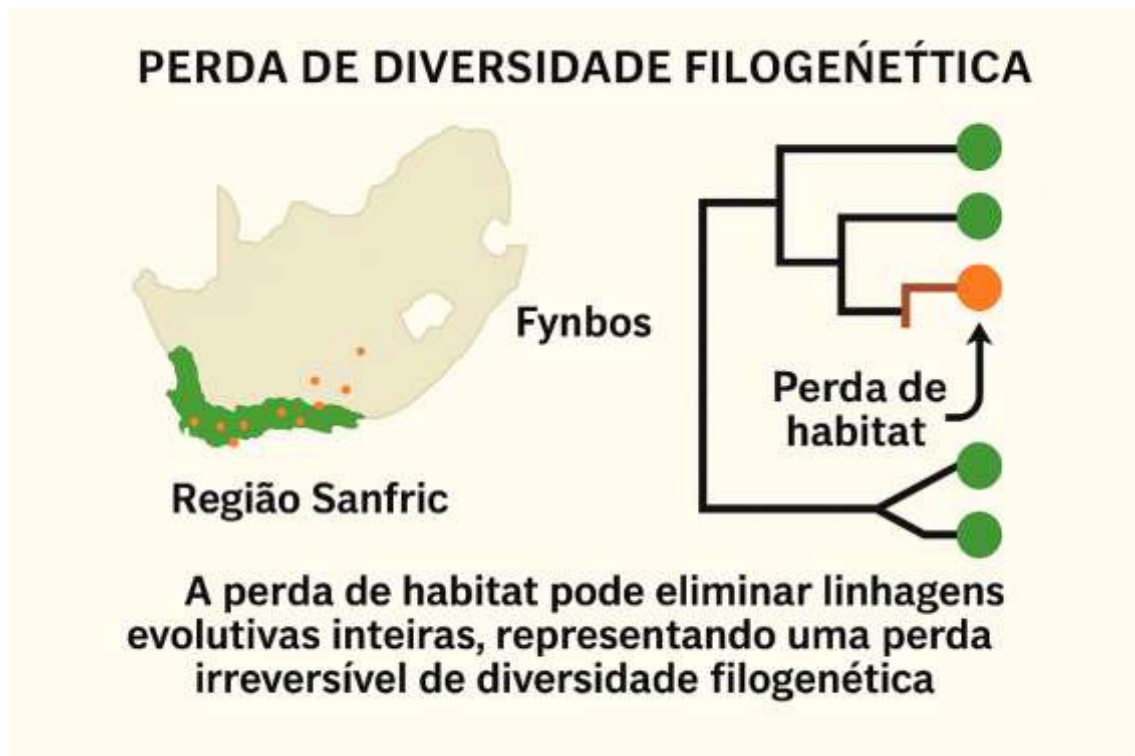 PERDA DE DIVERSIDADE FILOGEŃEŤTICA
Fynbos
Região Sanfric
Perda de
habitat
A perda de habitat pode eliminar linhagens
evolutivas inteiras, representando uma perda
irreversível de diversidade filogenética